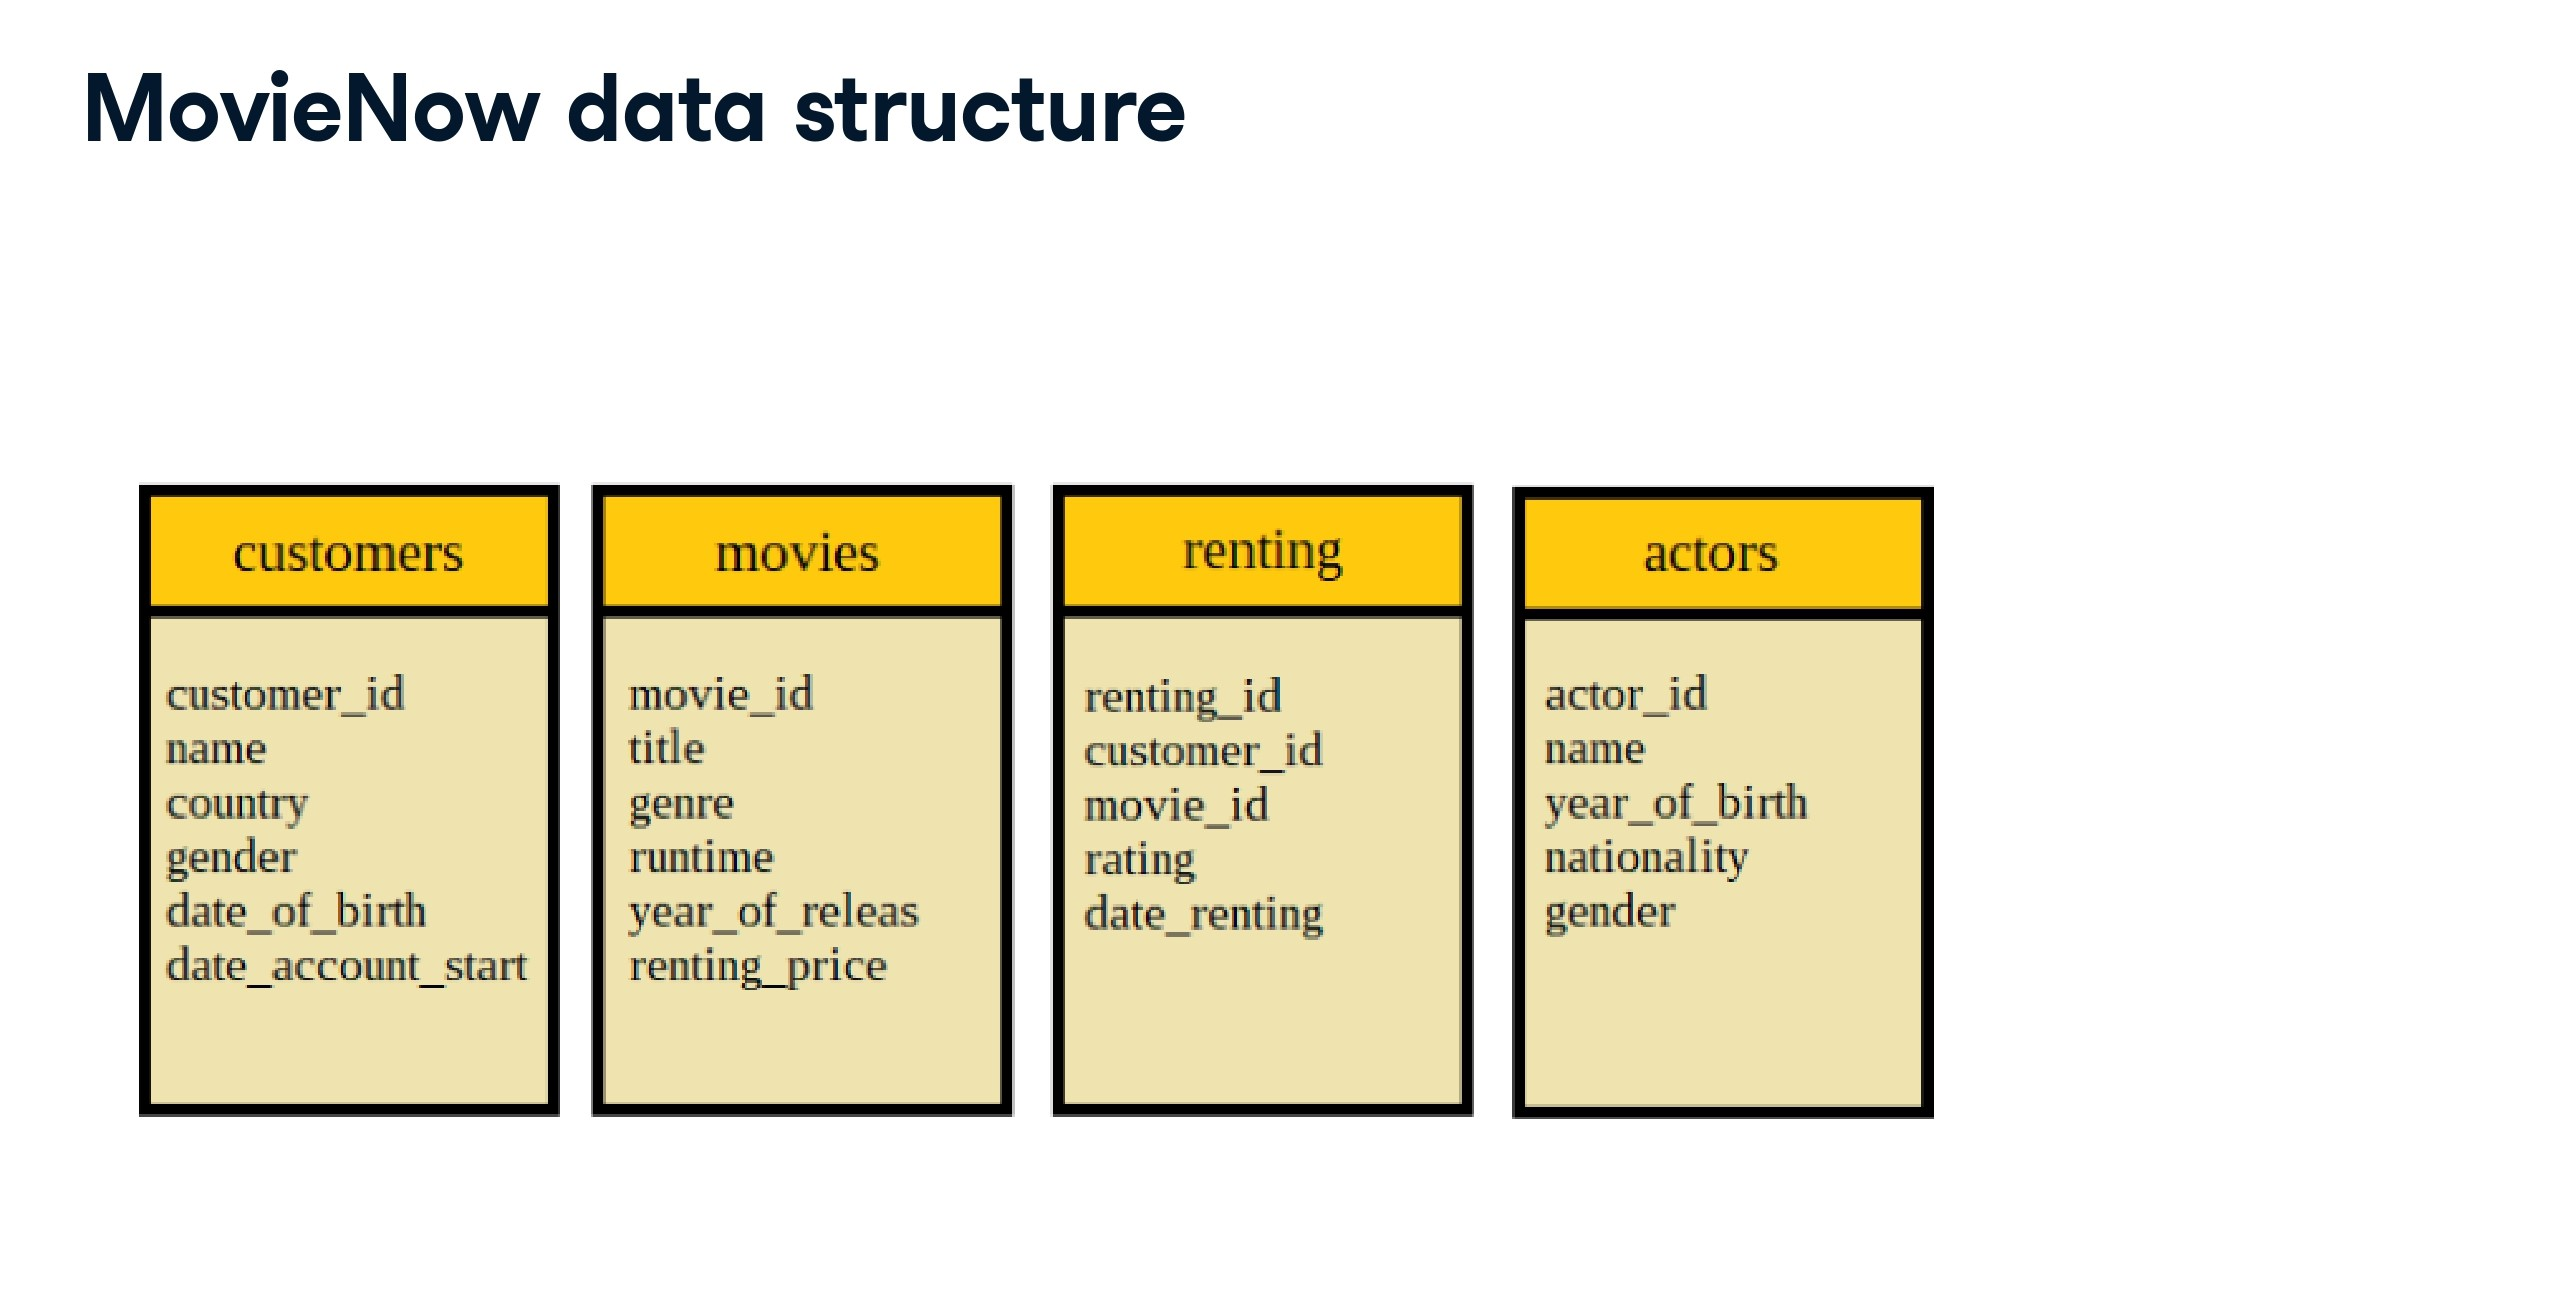 MovieNow data structure
customers
customer_id
name
country
gender
date_of_birth
date_account_start
movies
movie_id
title
genre
runtime
year_of_releas
renting_price
renting
renting_id
customer_id
movie_id
rating
date_renting
actors
actor_id
name
year_of_birth
nationality
gender